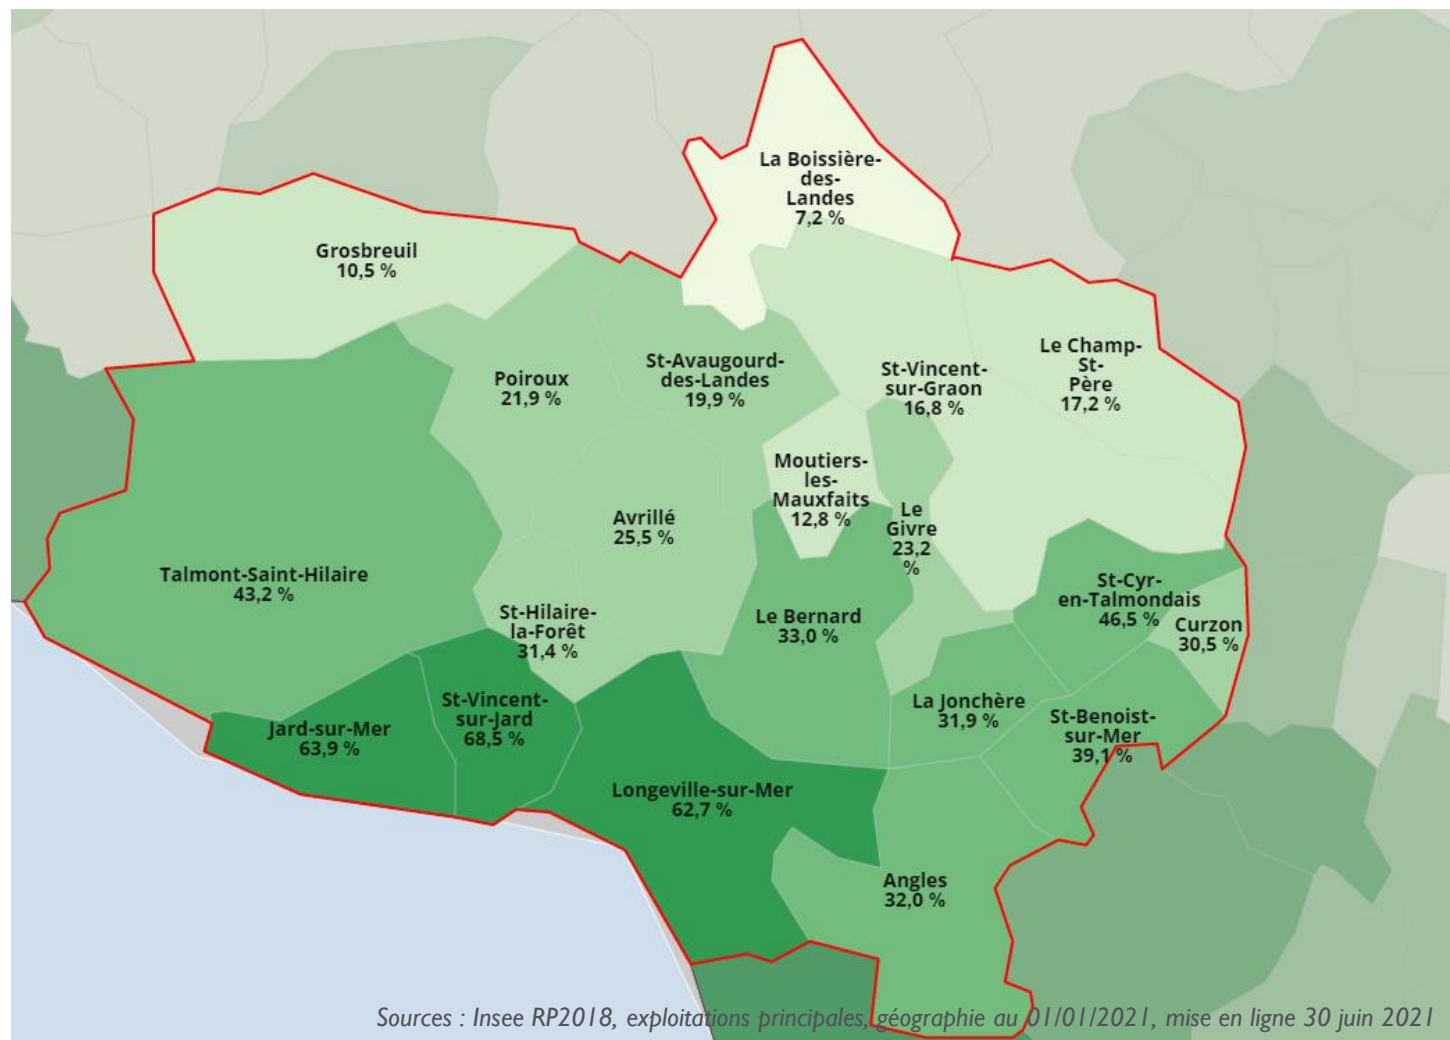 La Boissière-
des-
Landes
7,2 %
Grosbreuil
10,5 %
Le Champ-
St-
Père
17,2 %
St-Avaugourd-
des-Landes
19,9 %
St-Vincent-
sur-Graon
16,8 %
Poiroux
21,9 %
Moutiers-
les-
Mauxfaits
12,8 %
Le
Givre
23,2
%
Avrillé
25,5 %
Talmont-Saint-Hilaire
43,2 %
St-Cyr-
en-Talmondais
46,5 %
St-Hilaire-
la-Forêt
31,4 %
Le Bernard
33,0 %
Curzon
30,5 %
St-Vincent-
sur-Jard
68,5 %
La Jonchère
31,9 %
St-Benoist-
sur-Mer
39,1 %
Jard-sur-Mer
63,9 %
Longeville-sur-Mer
62,7 %
Angles
32,0 %
Sources : Insee RP2018, exploitations principales, géographie au 01/01/2021, mise en ligne 30 juin 2021